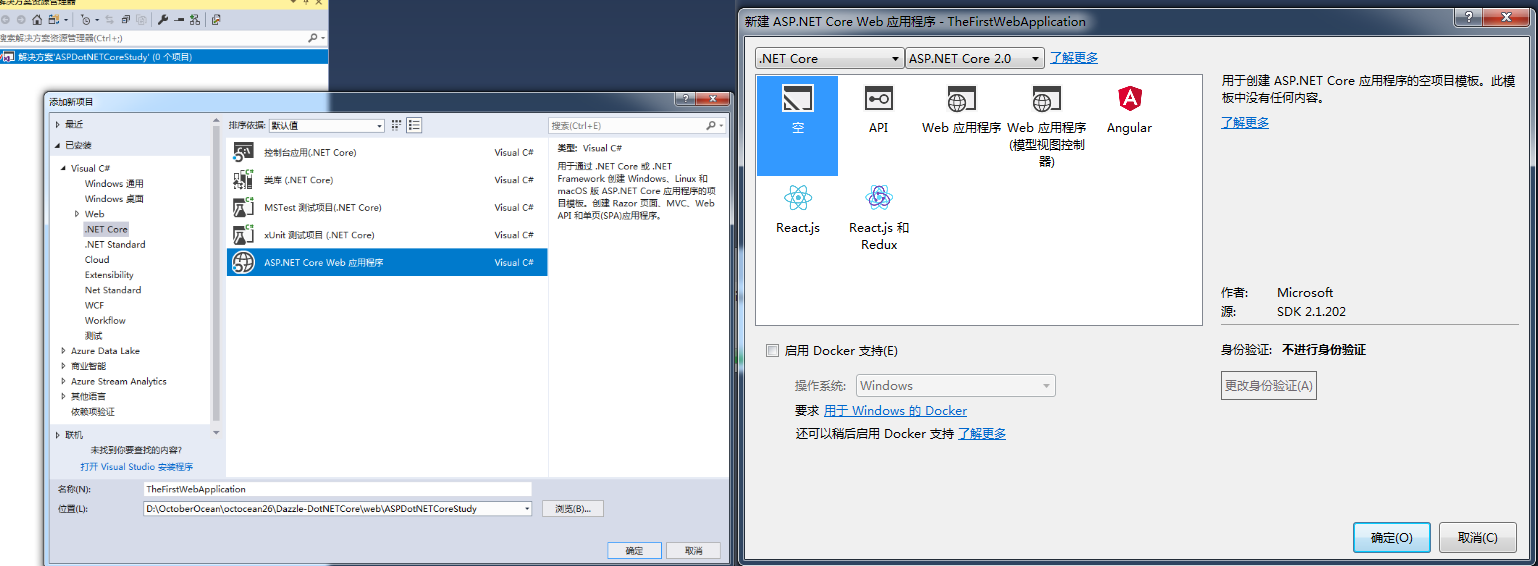 解决方案资源管理器
搜索解决方案资源管理器(Ctrl+;)
解决方案'ASPDotNETCoreStudy' (0 个项目)
添加新项目
最近
已安装
Visual C#
Windows 通用
Windows 桌面
Web
.NET Core
.NET Standard
Cloud
Extensibility
Net Standard
WCF
Workflow
测试
Azure Data Lake
商业智能
Azure Stream Analytics
其他语言
依赖项验证
联机
未找到你要查找的内容?
打开 Visual Studio 安装程序
排序依据: 默认值
控制台应用(.NET Core) Visual C#
类库 (.NET Core) Visual C#
MSTest 测试项目(.NET Core) Visual C#
xUnit 测试项目 (.NET Core) Visual C#
ASP.NET Core Web 应用程序 Visual C#
搜索(Ctrl+E)
类型: Visual C#
用于通过 .NET Core 或 .NET
Framework 创建 Windows、Linux 和
macOS 版 ASP.NET Core 应用程序的项
目模板。创建 Razor 页面、MVC、Web
API 和单页(SPA)应用程序。
名称(N): TheFirstWebApplication
位置(L): D:\OctoberOcean\octocean26\Dazzle-DotNETCore\web\ASPDotNETCoreStudy
浏览(B)...
确定 取消
新建 ASP.NET Core Web 应用程序 - TheFirstWebApplication
.NET Core ASP.NET Core 2.0 了解更多
空
API
Web 应用程序
Web 应用程序
(模型视图控制
器)
Angular
React.js
React.js 和
Redux
用于创建 ASP.NET Core 应用程序的空项目模板。此模
板中没有任何内容。
了解更多
作者: Microsoft
源: SDK 2.1.202
身份验证: 不进行身份验证
更改身份验证(A)
启用 Docker 支持(E)
操作系统: Windows
要求 用于 Windows 的 Docker
还可以稍后启用 Docker 支持 了解更多
确定(O) 取消(C)